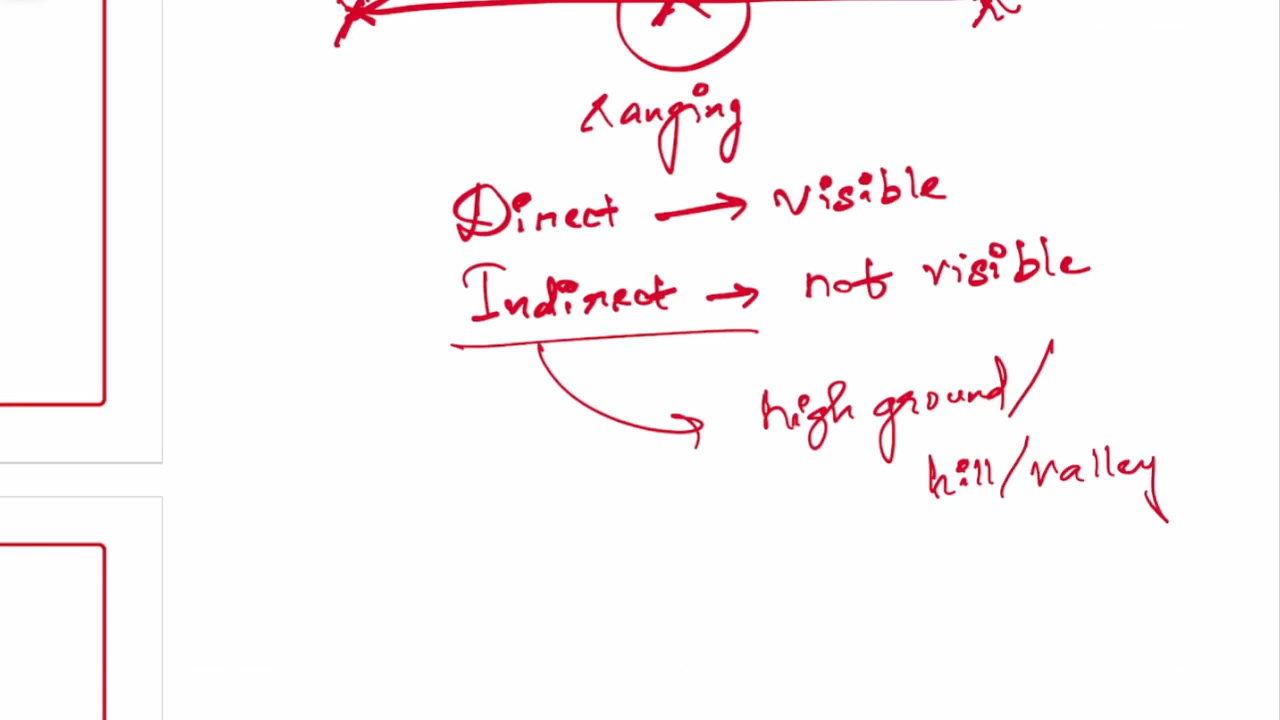 ranging
Direct → visible
Indirect → not visible
high ground/
hill/valley